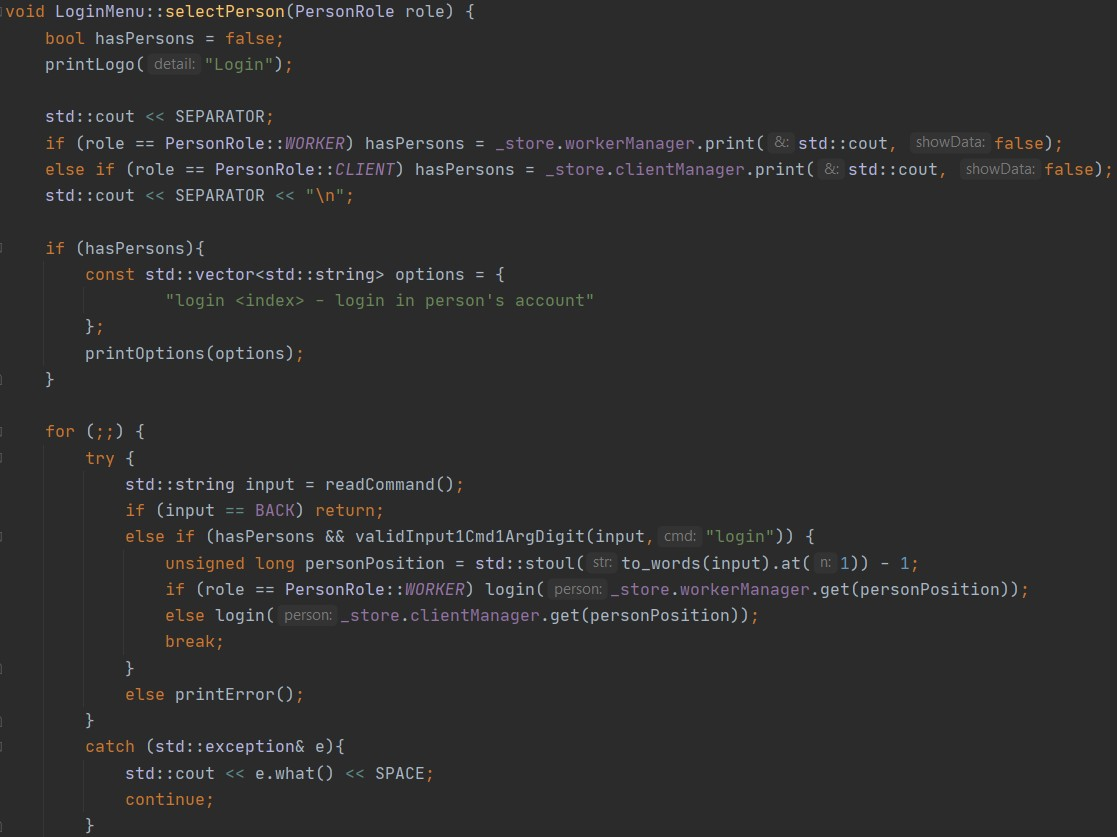 void LoginMenu::selectPerson(PersonRole role) {
    bool hasPersons = false;
    printLogo( detail: "Login");

    std::cout << SEPARATOR;
    if (role == PersonRole::WORKER) hasPersons = _store.workerManager.print( &: std::cout, showData: false);
    else if (role == PersonRole::CLIENT) hasPersons = _store.clientManager.print( &: std::cout, showData: false);
    std::cout << SEPARATOR << "\n";

    if (hasPersons){
        const std::vector<std::string> options = {
                "login <index> - login in person's account"
        };
        printOptions(options);
    }

    for (;;) {
        try {
            std::string input = readCommand();
            if (input == BACK) return;
            else if (hasPersons && validInput1Cmd1ArgDigit(input, cmd: "login")) {
                unsigned long personPosition = std::stoul( str: to_words(input).at( n: 1)) - 1;
                if (role == PersonRole::WORKER) login( person: _store.workerManager.get(personPosition));
                else login( person: _store.clientManager.get(personPosition));
                break;
            }
            else printError();
        }
        catch (std::exception& e){
            std::cout << e.what() << SPACE;
            continue;
        }